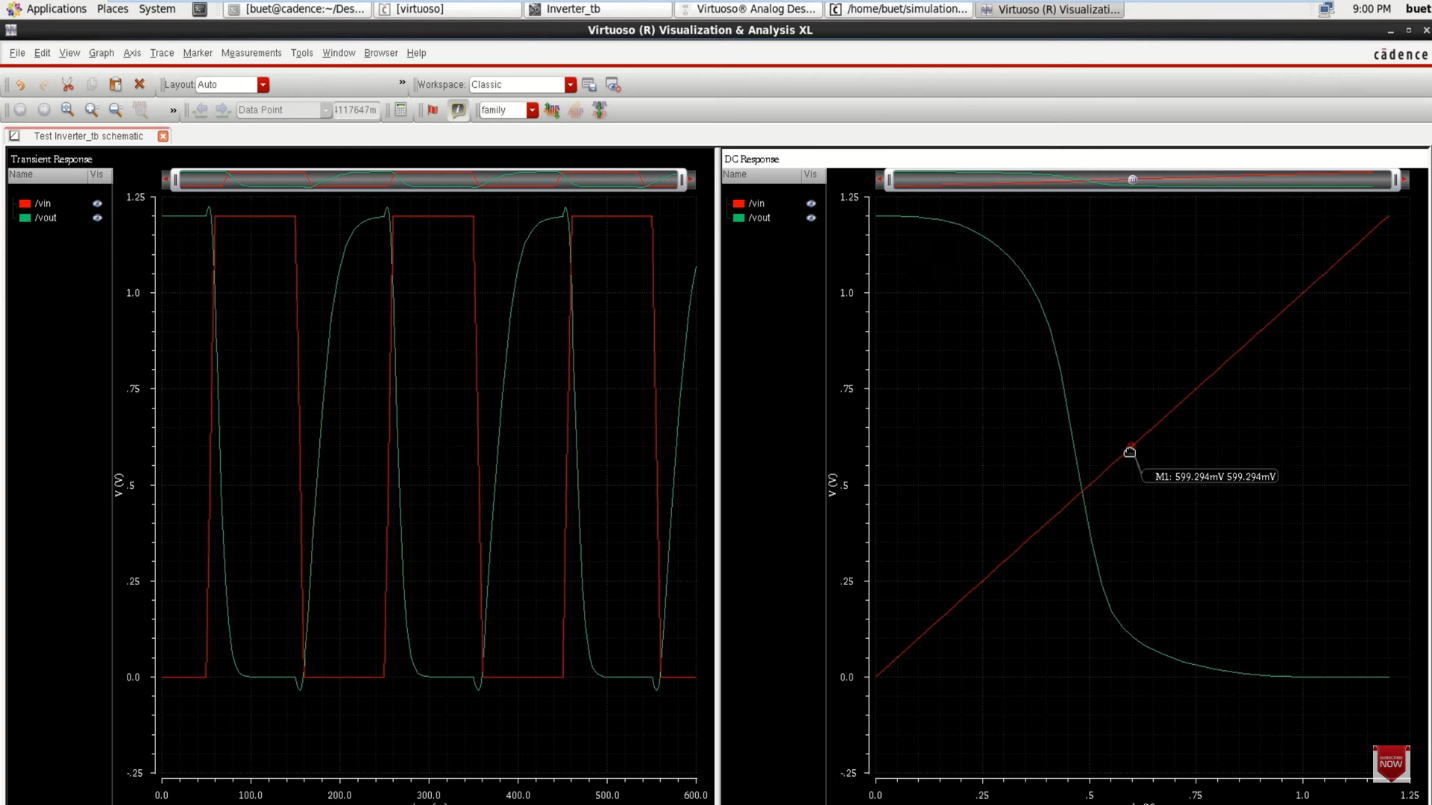 Applications Places System [buet@cadence:~/Des... [virtuoso] Inverter_tb Virtuoso® Analog Des... /home/buet/simulation... Virtuoso (R) Visualizati... 9:00 PM buet
Virtuoso (R) Visualization & Analysis XL
File Edit View Graph Axis Trace Marker Measurements Tools Window Browser Help
cādence
Layout: Auto » Workspace: Classic
» Data Point 4117647m family
Test Inverter_tb schematic
Transient Response
Name Vis
/vin
/vout
1.25
1.0
.75
.5
.25
0.0
-.25
V (V)
0.0 100.0 200.0 300.0 400.0 500.0 600.0
DC Response
Name Vis
/vin
/vout
1.25
1.0
.75
.5
.25
0.0
-.25
V (V)
M1: 599.294mV 599.294mV
0.0 .25 .5 .75 1.0 1.25
SUBSCRIBE
NOW